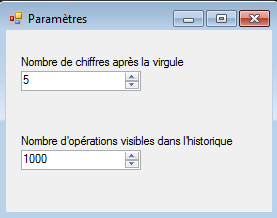 Paramètres
Nombre de chiffres après la virgule
5
Nombre d'opérations visibles dans l'historique
1000